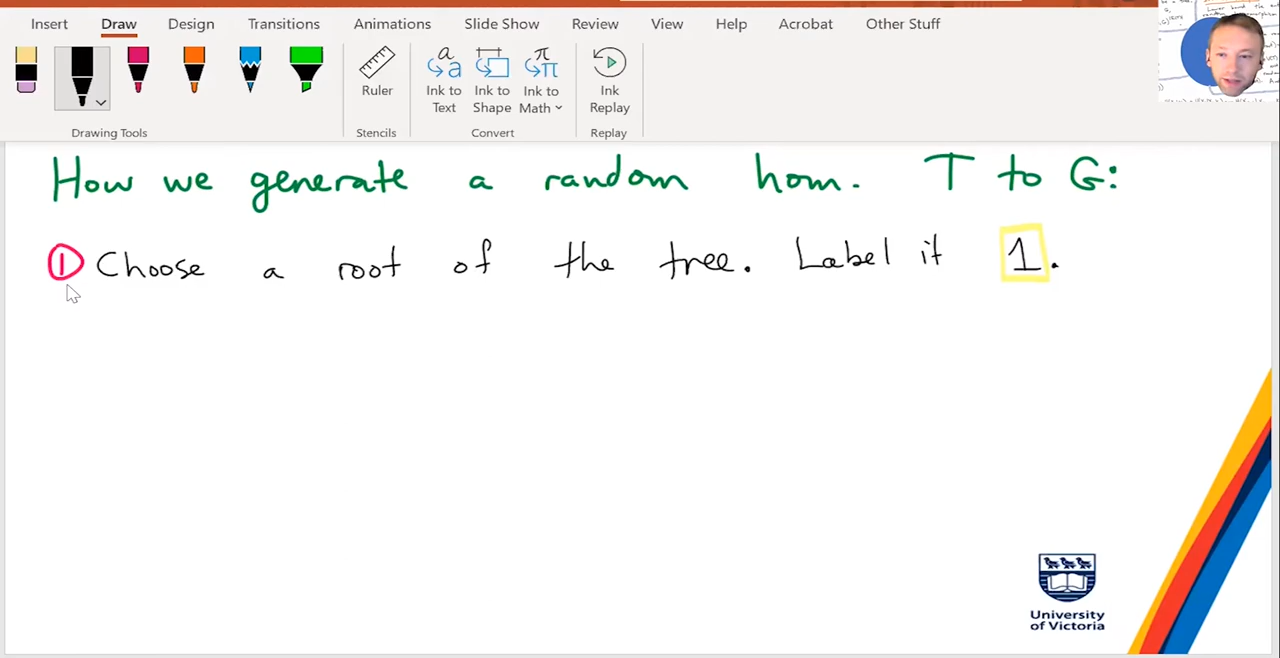 Insert Draw Design Transitions Animations Slide Show Review View Help Acrobat Other Stuff
Ruler
Ink to Text
Ink to Shape
Ink to Math
Ink Replay
Drawing Tools Stencils Convert Replay
How we generate a random hom. T to G:
① Choose a root of the tree. Label it 1.
University
of Victoria